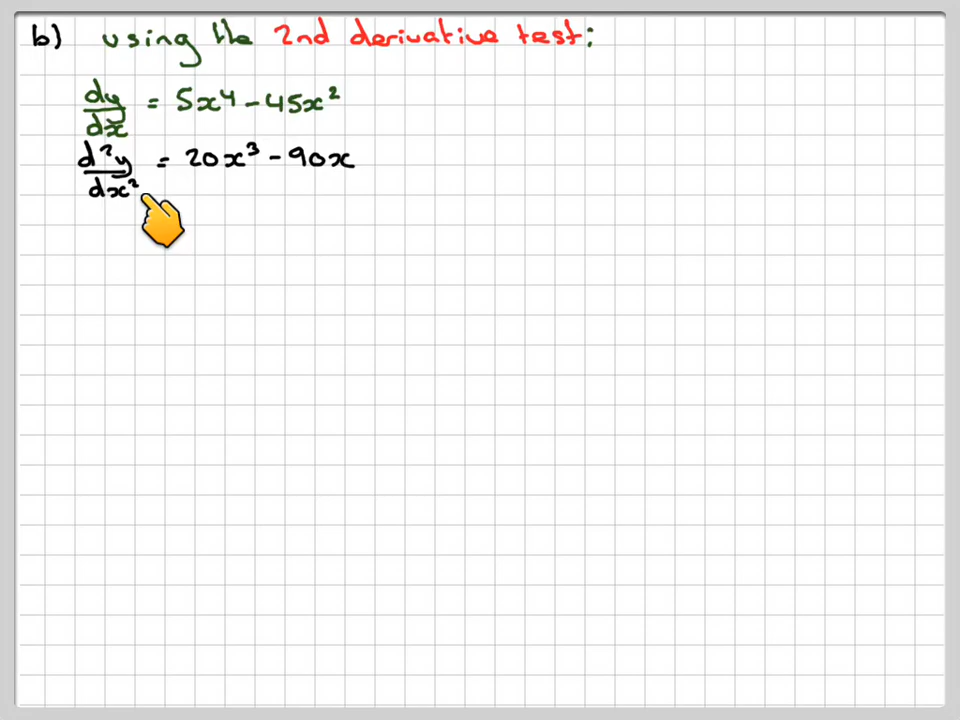 b) using the 2nd derivative test:
dy/dx = 5x⁴ - 45x²
d²y/dx² = 20x³ - 90x